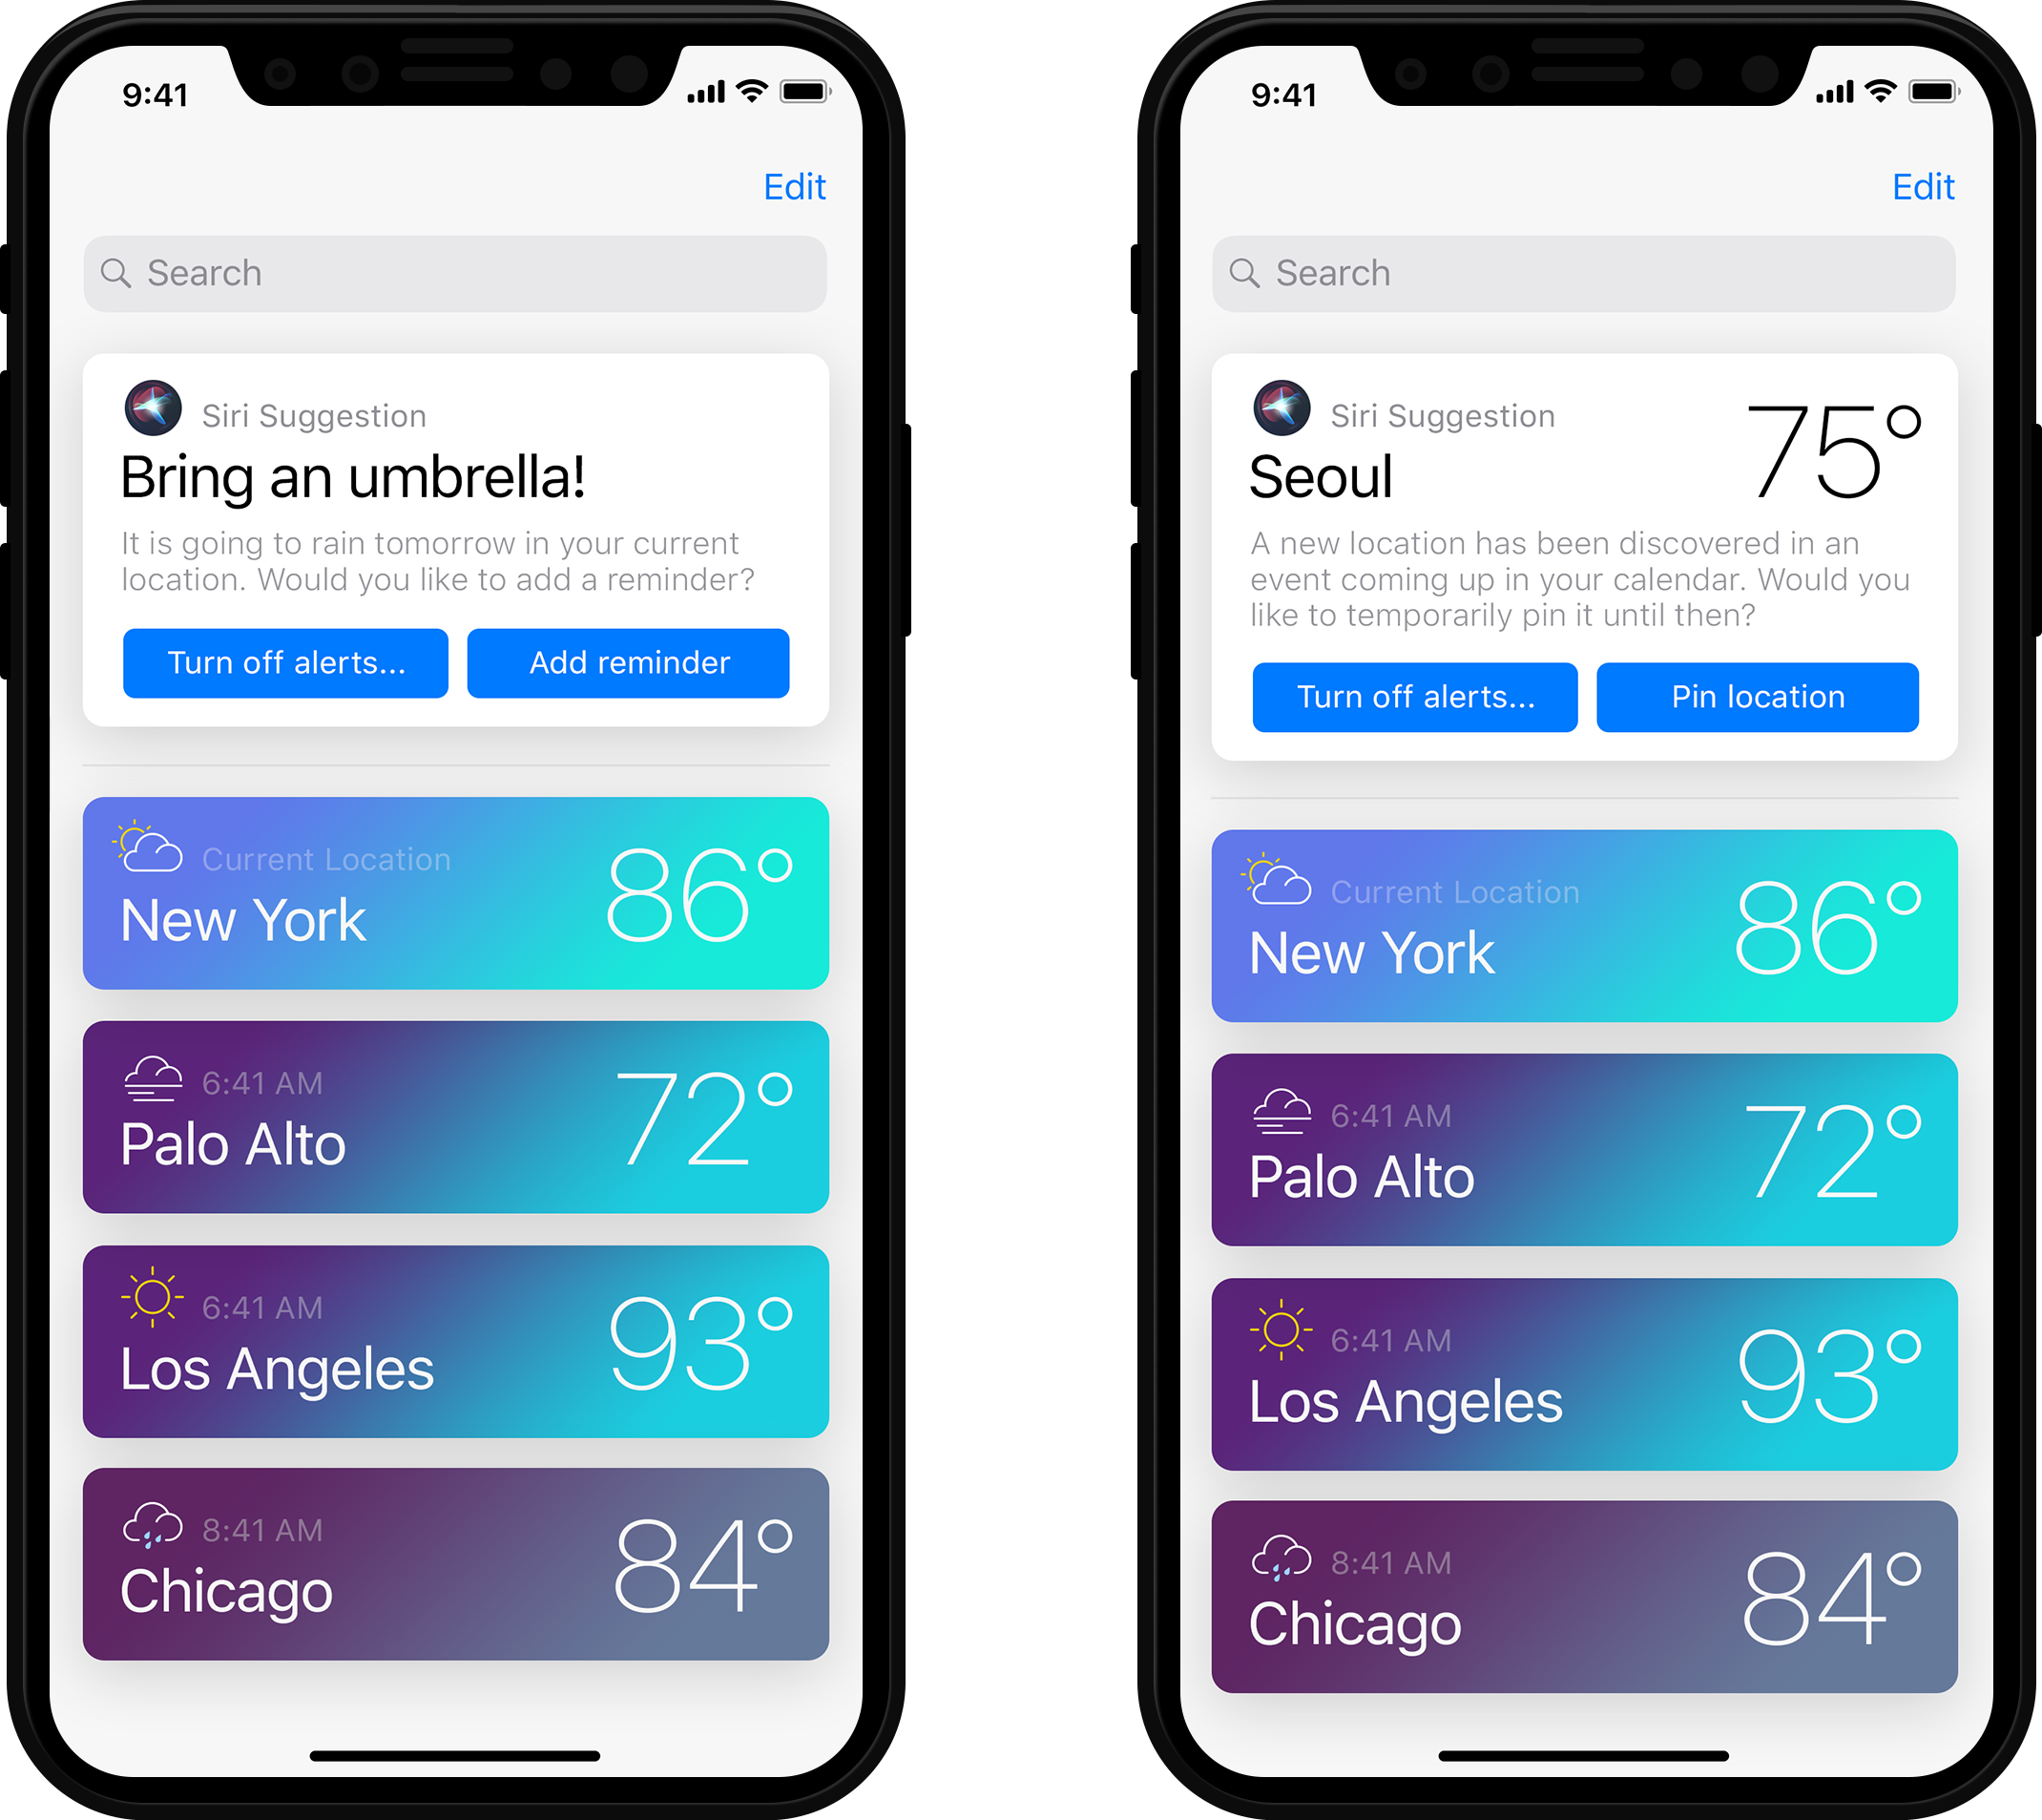 9:41
Edit
Search
Siri Suggestion
Bring an umbrella!
It is going to rain tomorrow in your current
location. Would you like to add a reminder?
Turn off alerts...
Add reminder
Current Location
New York
86°
6:41 AM
Palo Alto
72°
6:41 AM
Los Angeles
93°
8:41 AM
Chicago
84°
9:41
Edit
Search
Siri Suggestion
Seoul
75°
A new location has been discovered in an
event coming up in your calendar. Would you
like to temporarily pin it until then?
Turn off alerts...
Pin location
Current Location
New York
86°
6:41 AM
Palo Alto
72°
6:41 AM
Los Angeles
93°
8:41 AM
Chicago
84°